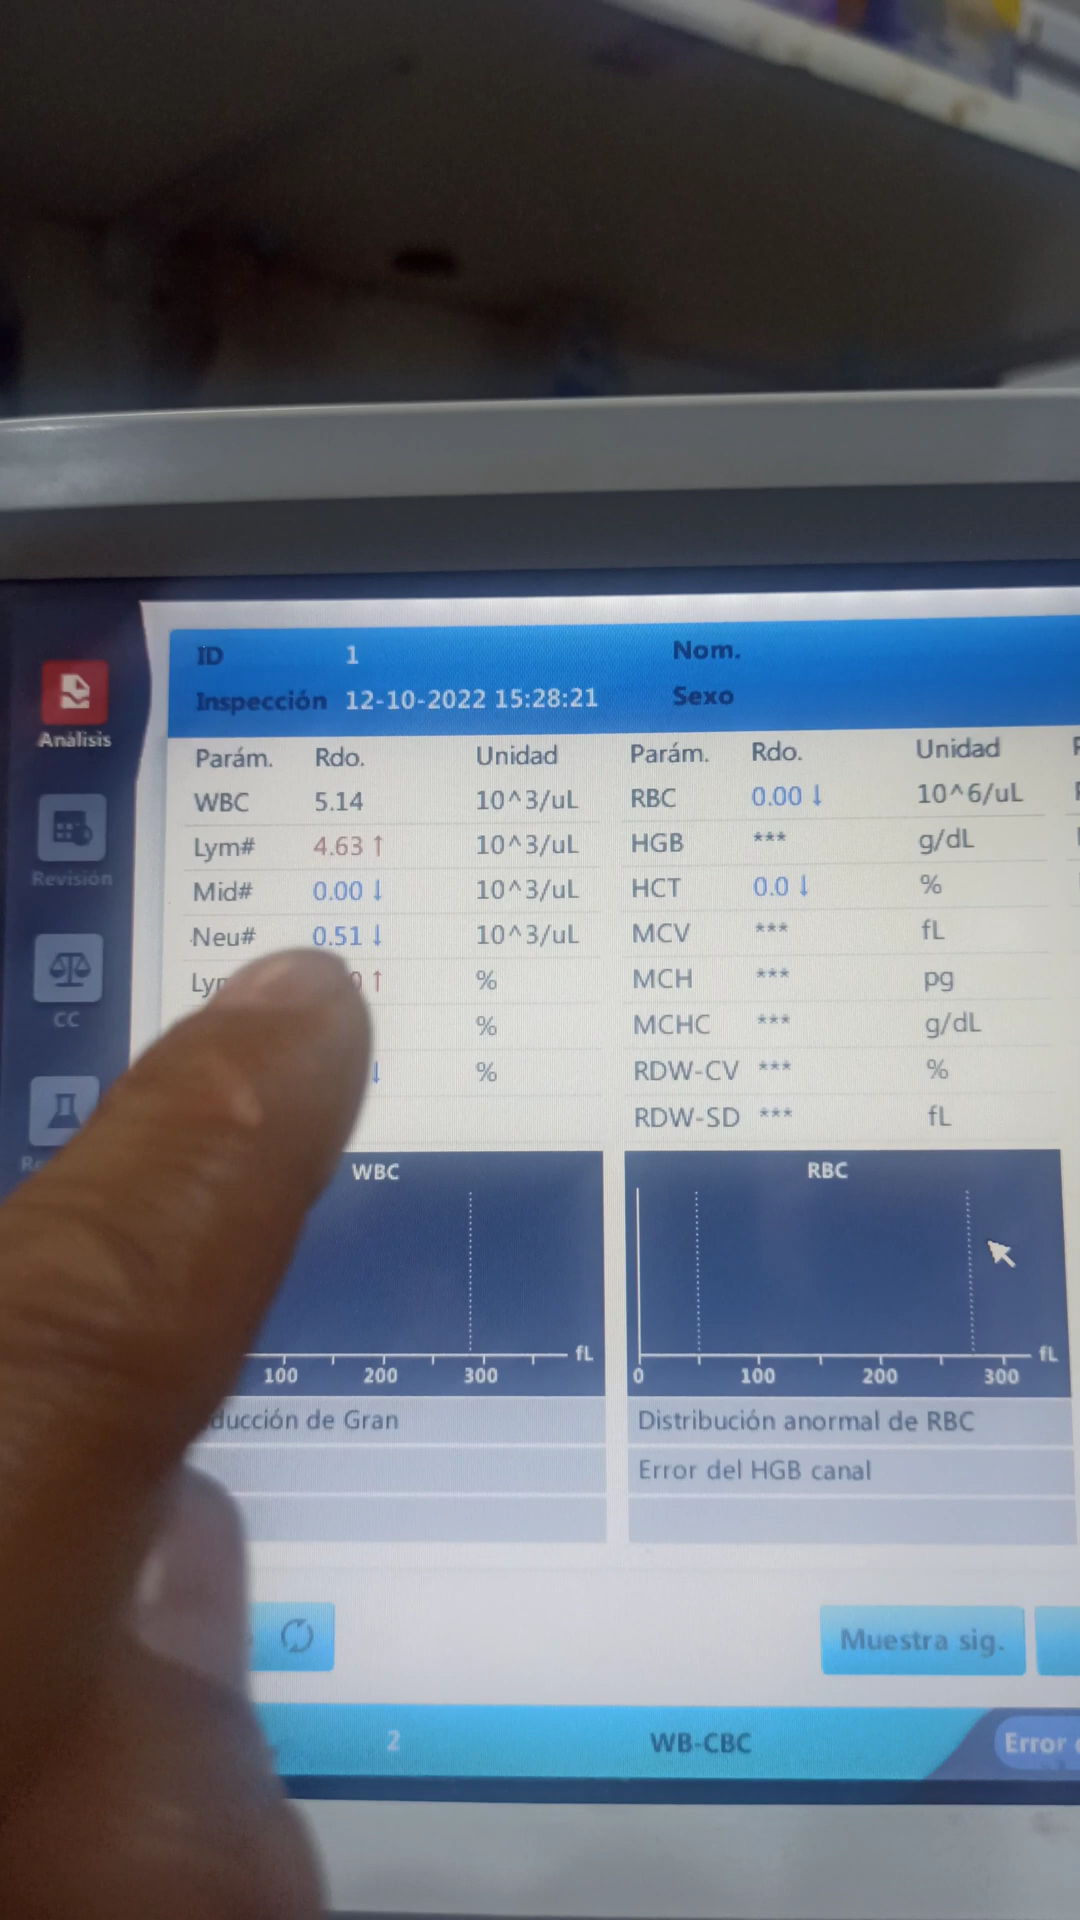 ID 1 Nom.
Inspección 12-10-2022 15:28:21 Sexo
Análisis
Revisión
CC
Parám. Rdo. Unidad Parám. Rdo. Unidad
WBC 5.14 10^3/uL RBC 0.00 ↓ 10^6/uL
Lym# 4.63 ↑ 10^3/uL HGB *** g/dL
Mid# 0.00 ↓ 10^3/uL HCT 0.0 ↓ %
Neu# 0.51 ↓ 10^3/uL MCV *** fL
↑ % MCH *** pg
% MCHC *** g/dL
↓ % RDW-CV *** %
RDW-SD *** fL
WBC RBC
fL fL
100 200 300 0 100 200 300
de Gran Distribución anormal de RBC
Error del HGB canal
Muestra sig.
2 WB-CBC Error